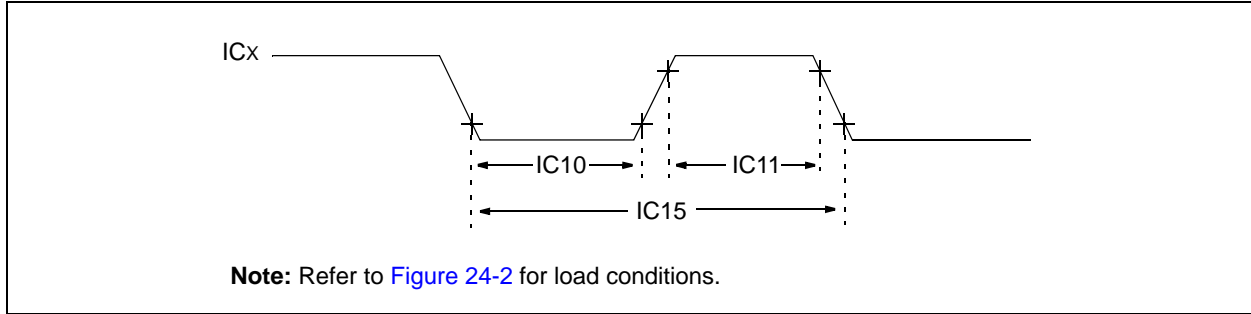 ICx
IC10
IC11
IC15
Note: Refer to Figure 24-2 for load conditions.